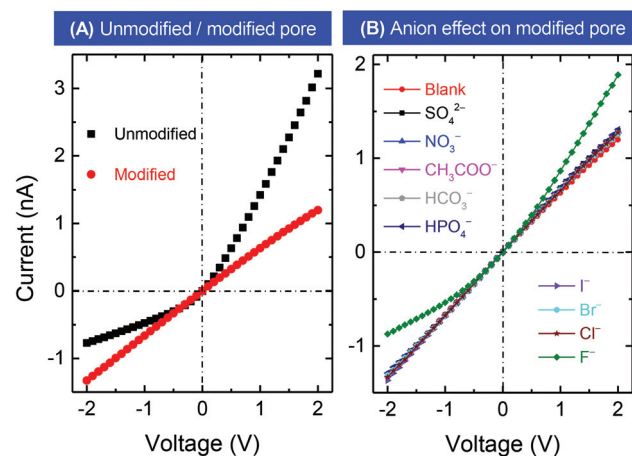 (A) Unmodified / modified pore
(B) Anion effect on modified pore
Current (nA)
3
2
1
0
-1
Unmodified
Modified
-2
-1
0
1
2
Voltage (V)
2
1
0
-1
Blank
SO₄²⁻
NO₃⁻
CH₃COO⁻
HCO₃⁻
HPO₄⁻
I⁻
Br⁻
Cl⁻
F⁻
-2
-1
0
1
2
Voltage (V)